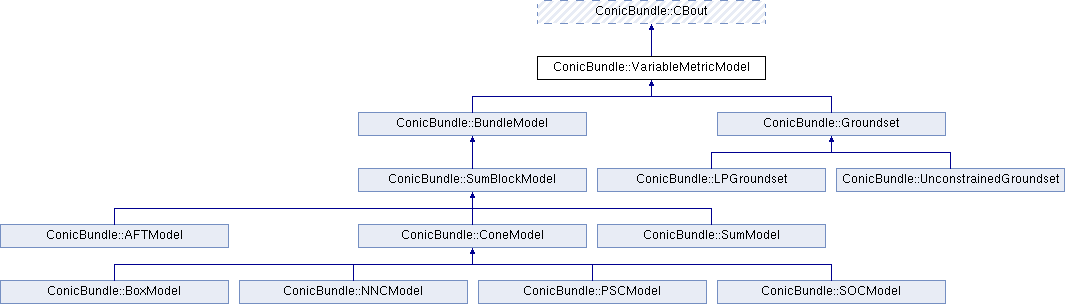 ConicBundle::CBout
ConicBundle::VariableMetricModel
ConicBundle::BundleModel
ConicBundle::Groundset
ConicBundle::SumBlockModel
ConicBundle::LPGroundset
ConicBundle::UnconstrainedGroundset
ConicBundle::AFTModel
ConicBundle::ConeModel
ConicBundle::SumModel
ConicBundle::BoxModel
ConicBundle::NNCModel
ConicBundle::PSCModel
ConicBundle::SOCModel